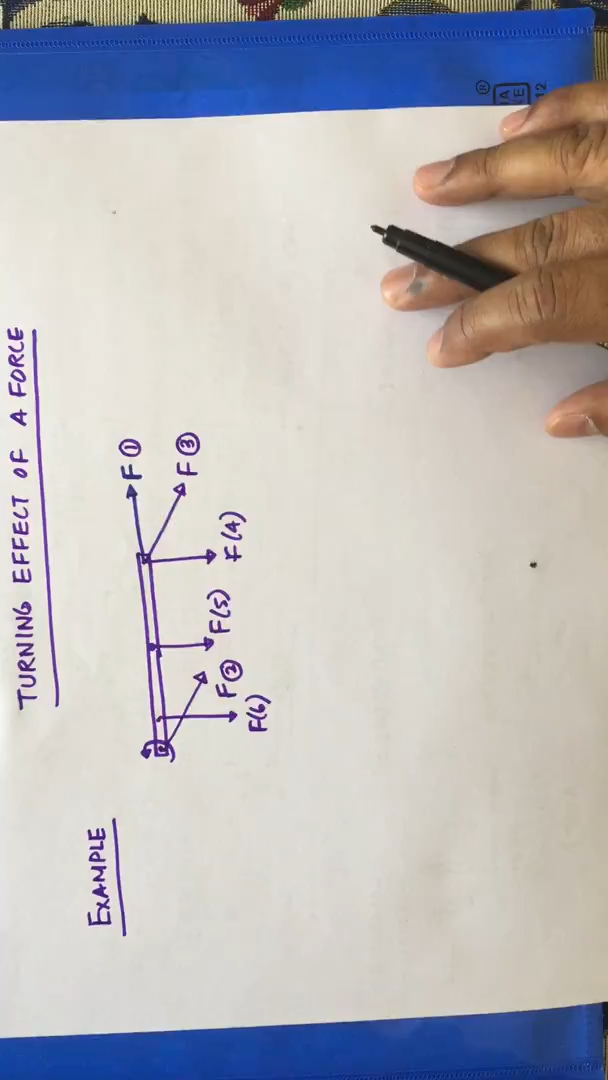 TURNING EFFECT OF A FORCE
EXAMPLE
F①
F③
F(4)
F(5)
F②
F(6)